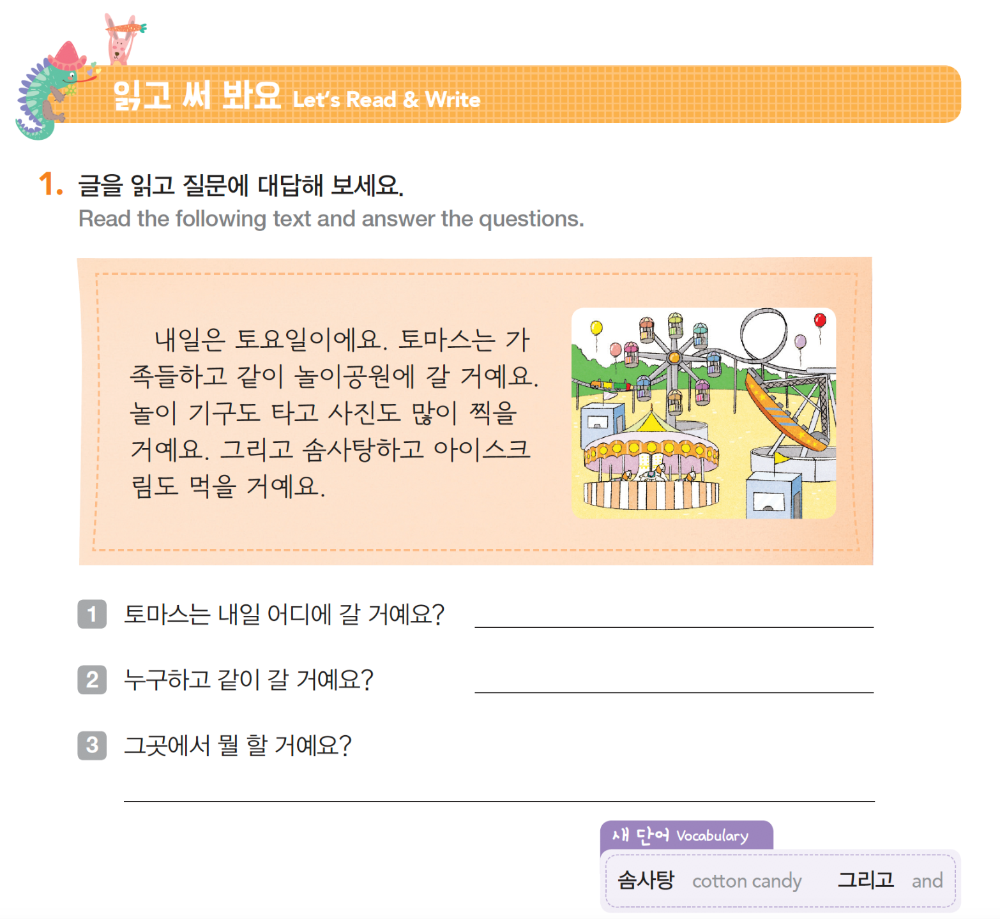 읽고 써 봐요 Let's Read & Write
1. 글을 읽고 질문에 대답해 보세요.
Read the following text and answer the questions.
내일은 토요일이에요. 토마스는 가
족들하고 같이 놀이공원에 갈 거예요.
놀이 기구도 타고 사진도 많이 찍을
거예요. 그리고 솜사탕하고 아이스크
림도 먹을 거예요.
1 토마스는 내일 어디에 갈 거예요?
2 누구하고 같이 갈 거예요?
3 그곳에서 뭘 할 거예요?
새 단어 Vocabulary
솜사탕 cotton candy 그리고 and